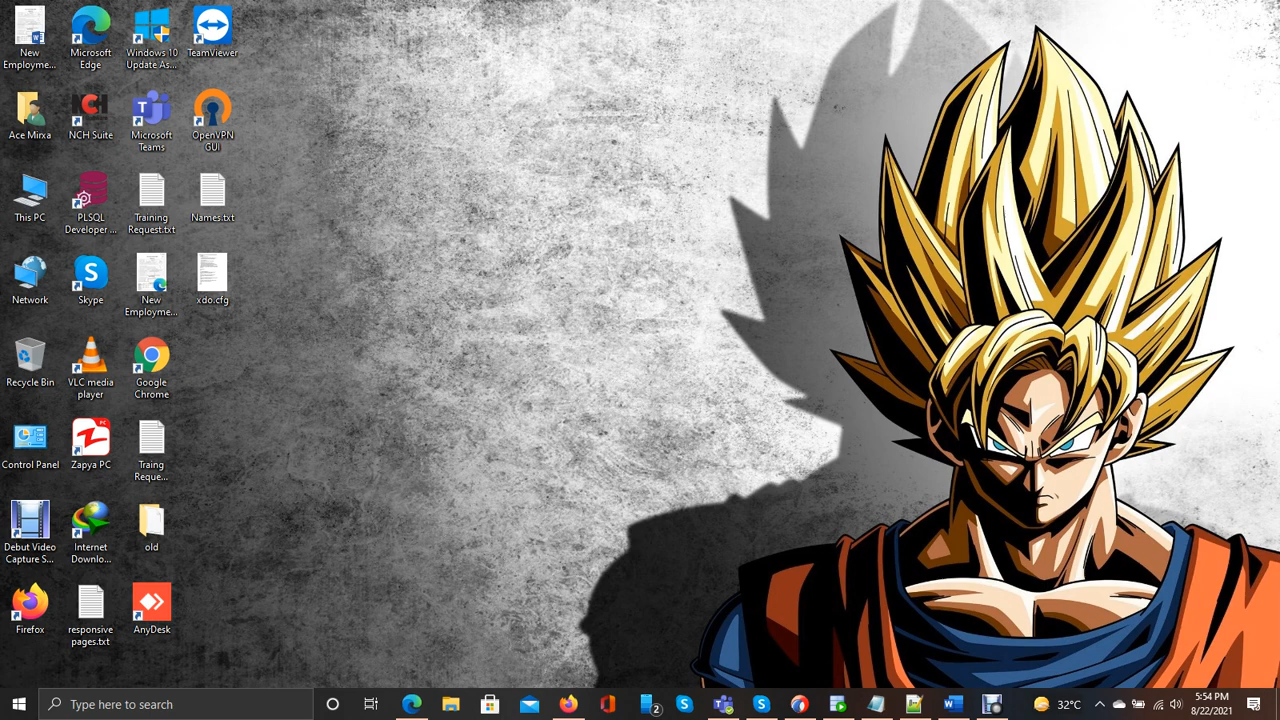 New
Employme...
Microsoft
Edge
Windows 10
Update As...
TeamViewer
Ace Mirxa
NCH
NCH Suite
Microsoft
Teams
OpenVPN
GUI
This PC
PLSQL
Developer ...
Training
Request.txt
Names.txt
Network
Skype
New
Employme...
xdo.cfg
Recycle Bin
VLC media
player
Google
Chrome
Control Panel
PC
Zapya PC
Traing
Reque...
Debut Video
Capture S...
Internet
Downlo...
old
Firefox
responsive
pages.txt
AnyDesk
Type here to search
2
32°C
5:54 PM
8/22/2021